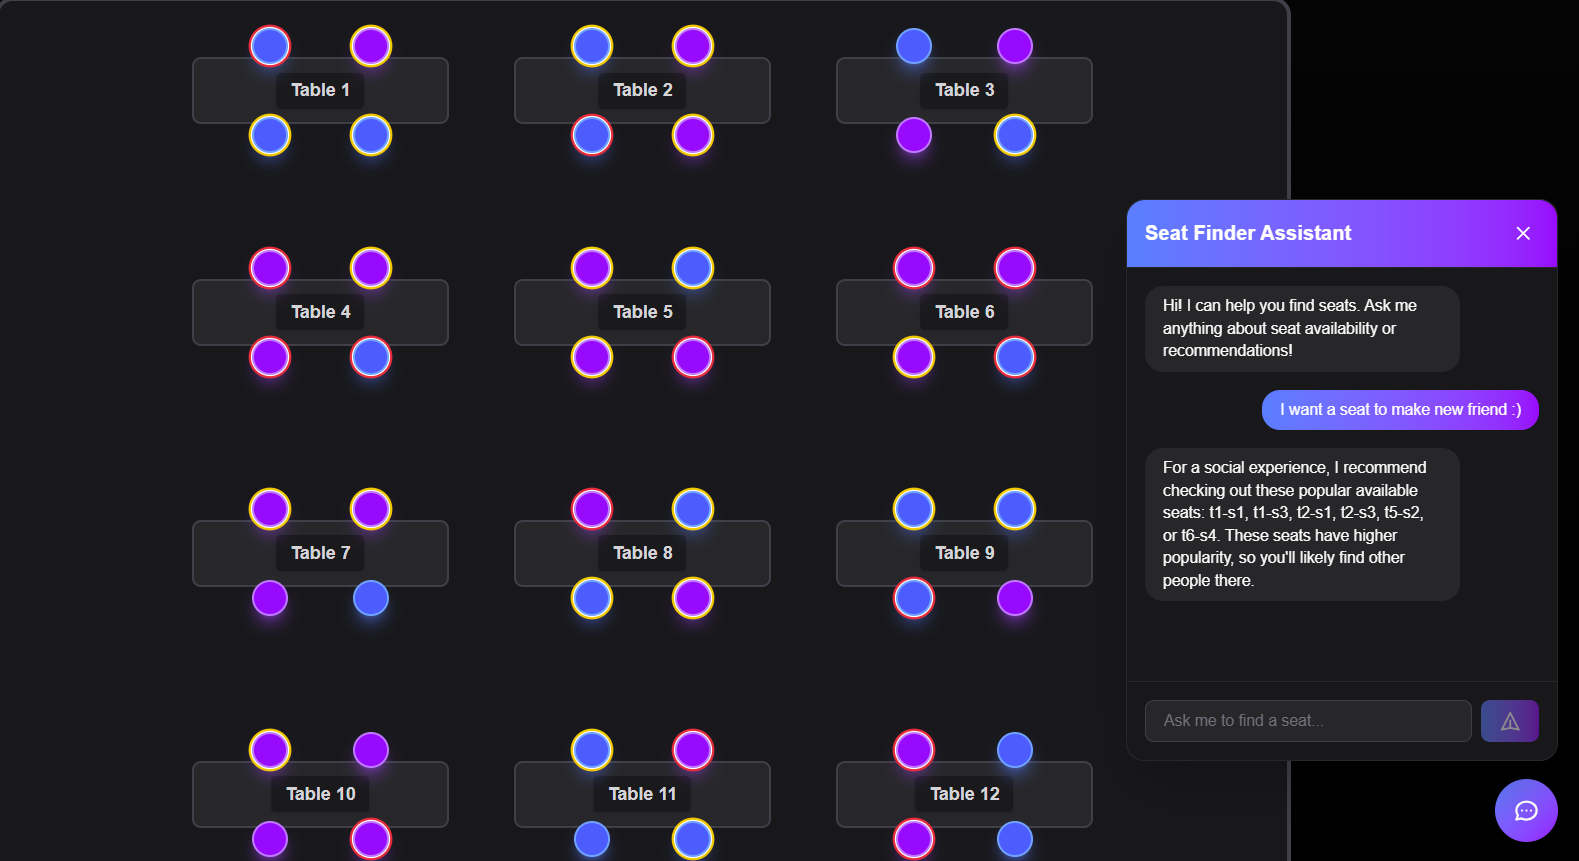 Table 1
Table 2
Table 3
Table 4
Table 5
Table 6
Table 7
Table 8
Table 9
Table 10
Table 11
Table 12
Seat Finder Assistant
Hi! I can help you find seats. Ask me
anything about seat availability or
recommendations!
I want a seat to make new friend :)
For a social experience, I recommend
checking out these popular available
seats: t1-s1, t1-s3, t2-s1, t2-s3, t5-s2,
or t6-s4. These seats have higher
popularity, so you'll likely find other
people there.
Ask me to find a seat...